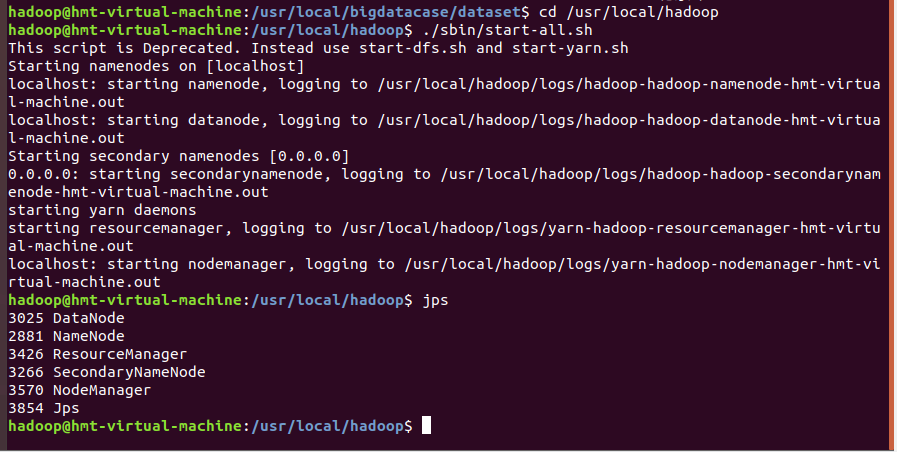 hadoop@hmt-virtual-machine:/usr/local/bigdatacase/dataset$ cd /usr/local/hadoop
hadoop@hmt-virtual-machine:/usr/local/hadoop$ ./sbin/start-all.sh
This script is Deprecated. Instead use start-dfs.sh and start-yarn.sh
Starting namenodes on [localhost]
localhost: starting namenode, logging to /usr/local/hadoop/logs/hadoop-hadoop-namenode-hmt-virtua
l-machine.out
localhost: starting datanode, logging to /usr/local/hadoop/logs/hadoop-hadoop-datanode-hmt-virtua
l-machine.out
Starting secondary namenodes [0.0.0.0]
0.0.0.0: starting secondarynamenode, logging to /usr/local/hadoop/logs/hadoop-hadoop-secondarynam
enode-hmt-virtual-machine.out
starting yarn daemons
starting resourcemanager, logging to /usr/local/hadoop/logs/yarn-hadoop-resourcemanager-hmt-virtu
al-machine.out
localhost: starting nodemanager, logging to /usr/local/hadoop/logs/yarn-hadoop-nodemanager-hmt-vi
rtual-machine.out
hadoop@hmt-virtual-machine:/usr/local/hadoop$ jps
3025 DataNode
2881 NameNode
3426 ResourceManager
3266 SecondaryNameNode
3570 NodeManager
3854 Jps
hadoop@hmt-virtual-machine:/usr/local/hadoop$